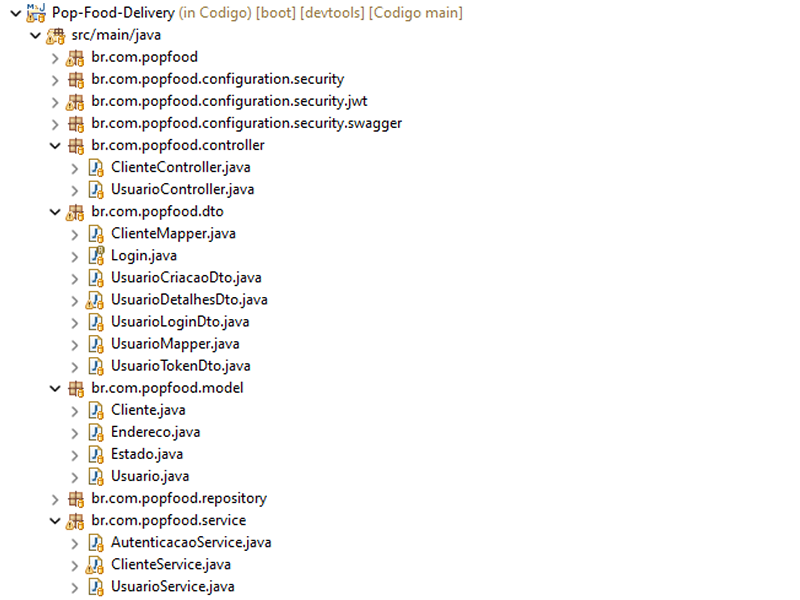 Pop-Food-Delivery (in Codigo) [boot] [devtools] [Codigo main]
src/main/java
br.com.popfood
br.com.popfood.configuration.security
br.com.popfood.configuration.security.jwt
br.com.popfood.configuration.security.swagger
br.com.popfood.controller
ClienteController.java
UsuarioController.java
br.com.popfood.dto
ClienteMapper.java
Login.java
UsuarioCriacaoDto.java
UsuarioDetalhesDto.java
UsuarioLoginDto.java
UsuarioMapper.java
UsuarioTokenDto.java
br.com.popfood.model
Cliente.java
Endereco.java
Estado.java
Usuario.java
br.com.popfood.repository
br.com.popfood.service
AutenticacaoService.java
ClienteService.java
UsuarioService.java